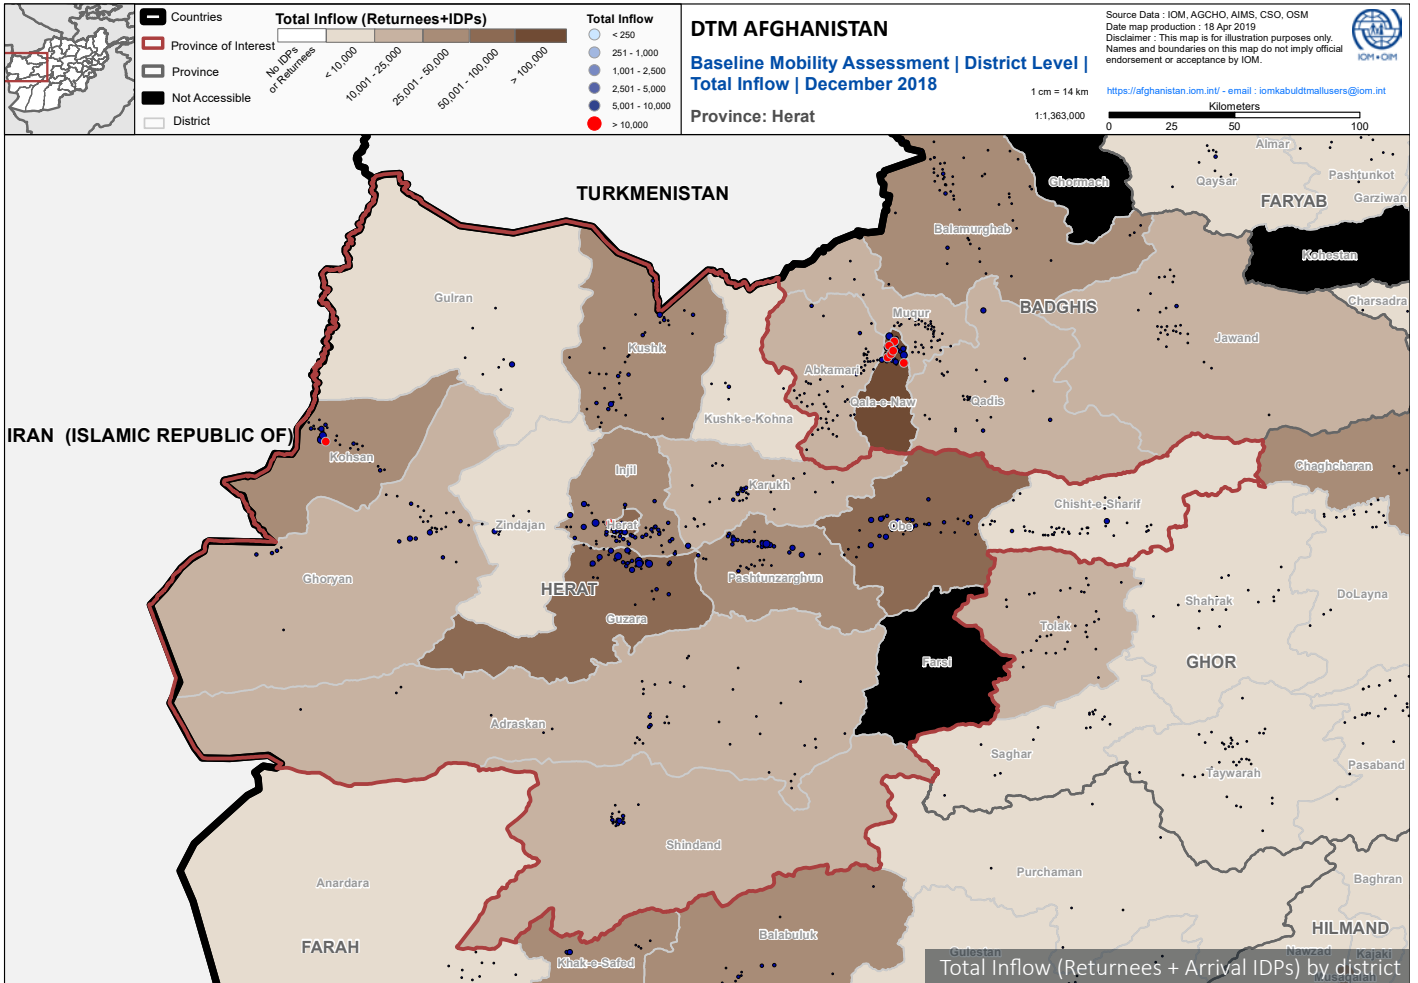 Countries
Province of Interest
Province
Not Accessible
District
Total Inflow (Returnees+IDPs)
No IDPs
or Returnees
< 10,000
10,001 - 25,000
25,001 - 50,000
50,001 - 100,000
> 100,000
Total Inflow
< 250
251 - 1,000
1,001 - 2,500
2,501 - 5,000
5,001 - 10,000
> 10,000
DTM AFGHANISTAN
Baseline Mobility Assessment | District Level |
Total Inflow | December 2018
Province: Herat
1 cm = 14 km
1:1,363,000
Source Data : IOM, AGCHO, AIMS, CSO, OSM
Date map production : 18 Apr 2019
Disclaimer : This map is for illustration purposes only.
Names and boundaries on this map do not imply official
endorsement or acceptance by IOM.
IOM • OIM
https://afghanistan.iom.int/ - email : iomkabuldtmallusers@iom.int
Kilometers
0 25 50 100
TURKMENISTAN
Ghormach
Almar
Qaysar
Pashtunkot
FARYAB
Garziwan
Balamurghab
Kohestan
Gulran
BADGHIS
Charsadra
Muqur
Jawand
Kushk
Abkamari
Qala-e-Naw
Qadis
Kushk-e-Kohna
IRAN (ISLAMIC REPUBLIC OF)
Kohsan
Injil
Karukh
Chaghcharan
Chisht-e-Sharif
Zindajan
Herat
Obe
Ghoryan
HERAT
Pashtunzarghun
DoLayna
Shahrak
Guzara
Tolak
Farsi
GHOR
Adraskan
Saghar
Taywarah
Pasaband
Shindand
Purchaman
Anardara
Baghran
FARAH
Balabuluk
HILMAND
Khak-e-Safed
Gulestan
Nawzad
Kajaki
Musaqalah
Total Inflow (Returnees + Arrival IDPs) by district